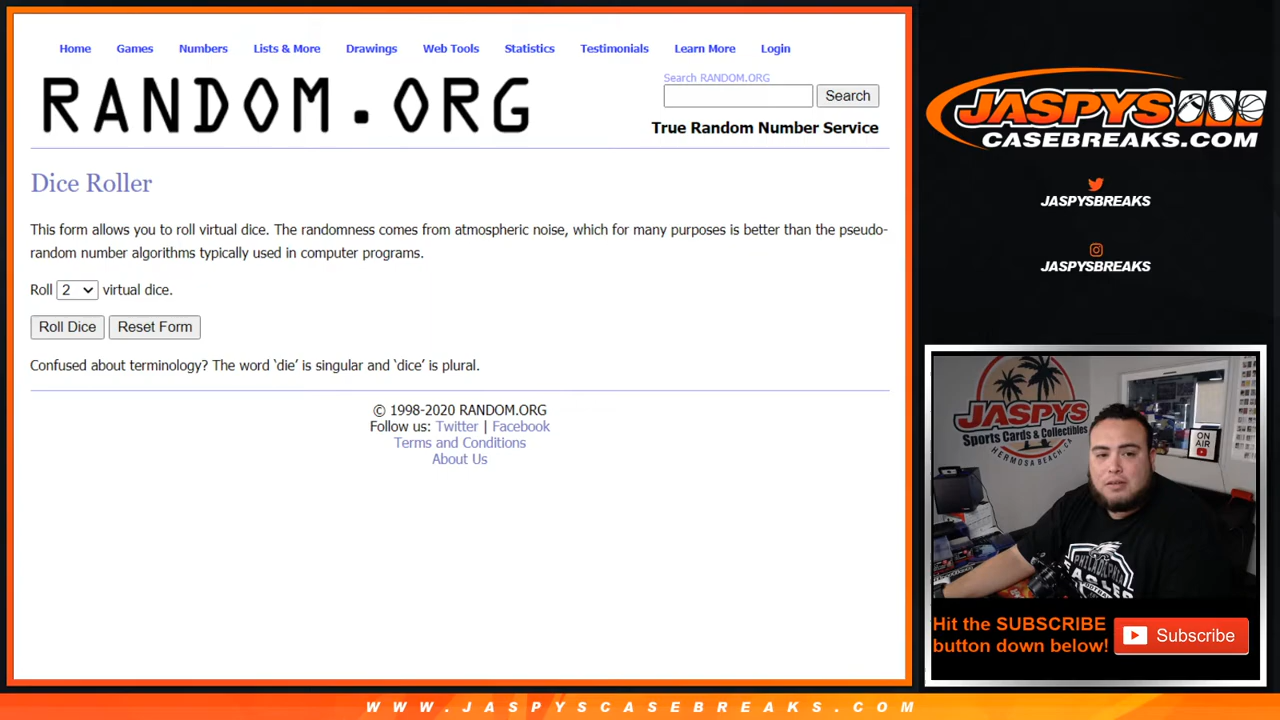 Home Games Numbers Lists & More Drawings Web Tools Statistics Testimonials Learn More Login
RANDOM.ORG
Search RANDOM.ORG
Search
True Random Number Service
Dice Roller
This form allows you to roll virtual dice. The randomness comes from atmospheric noise, which for many purposes is better than the pseudo-
random number algorithms typically used in computer programs.
Roll 2 virtual dice.
Roll Dice Reset Form
Confused about terminology? The word ‘die’ is singular and ‘dice’ is plural.
© 1998-2020 RANDOM.ORG
Follow us: Twitter | Facebook
Terms and Conditions
About Us
JASPYS
CASEBREAKS.COM
JASPYSBREAKS
JASPYSBREAKS
JASPYS
Sports Cards & Collectibles
HERMOSA BEACH, CA
ON
AIR
PHILADELPHIA
EAGLES
Hit the SUBSCRIBE
button down below!
Subscribe
WWW.JASPYSCASEBREAKS.COM